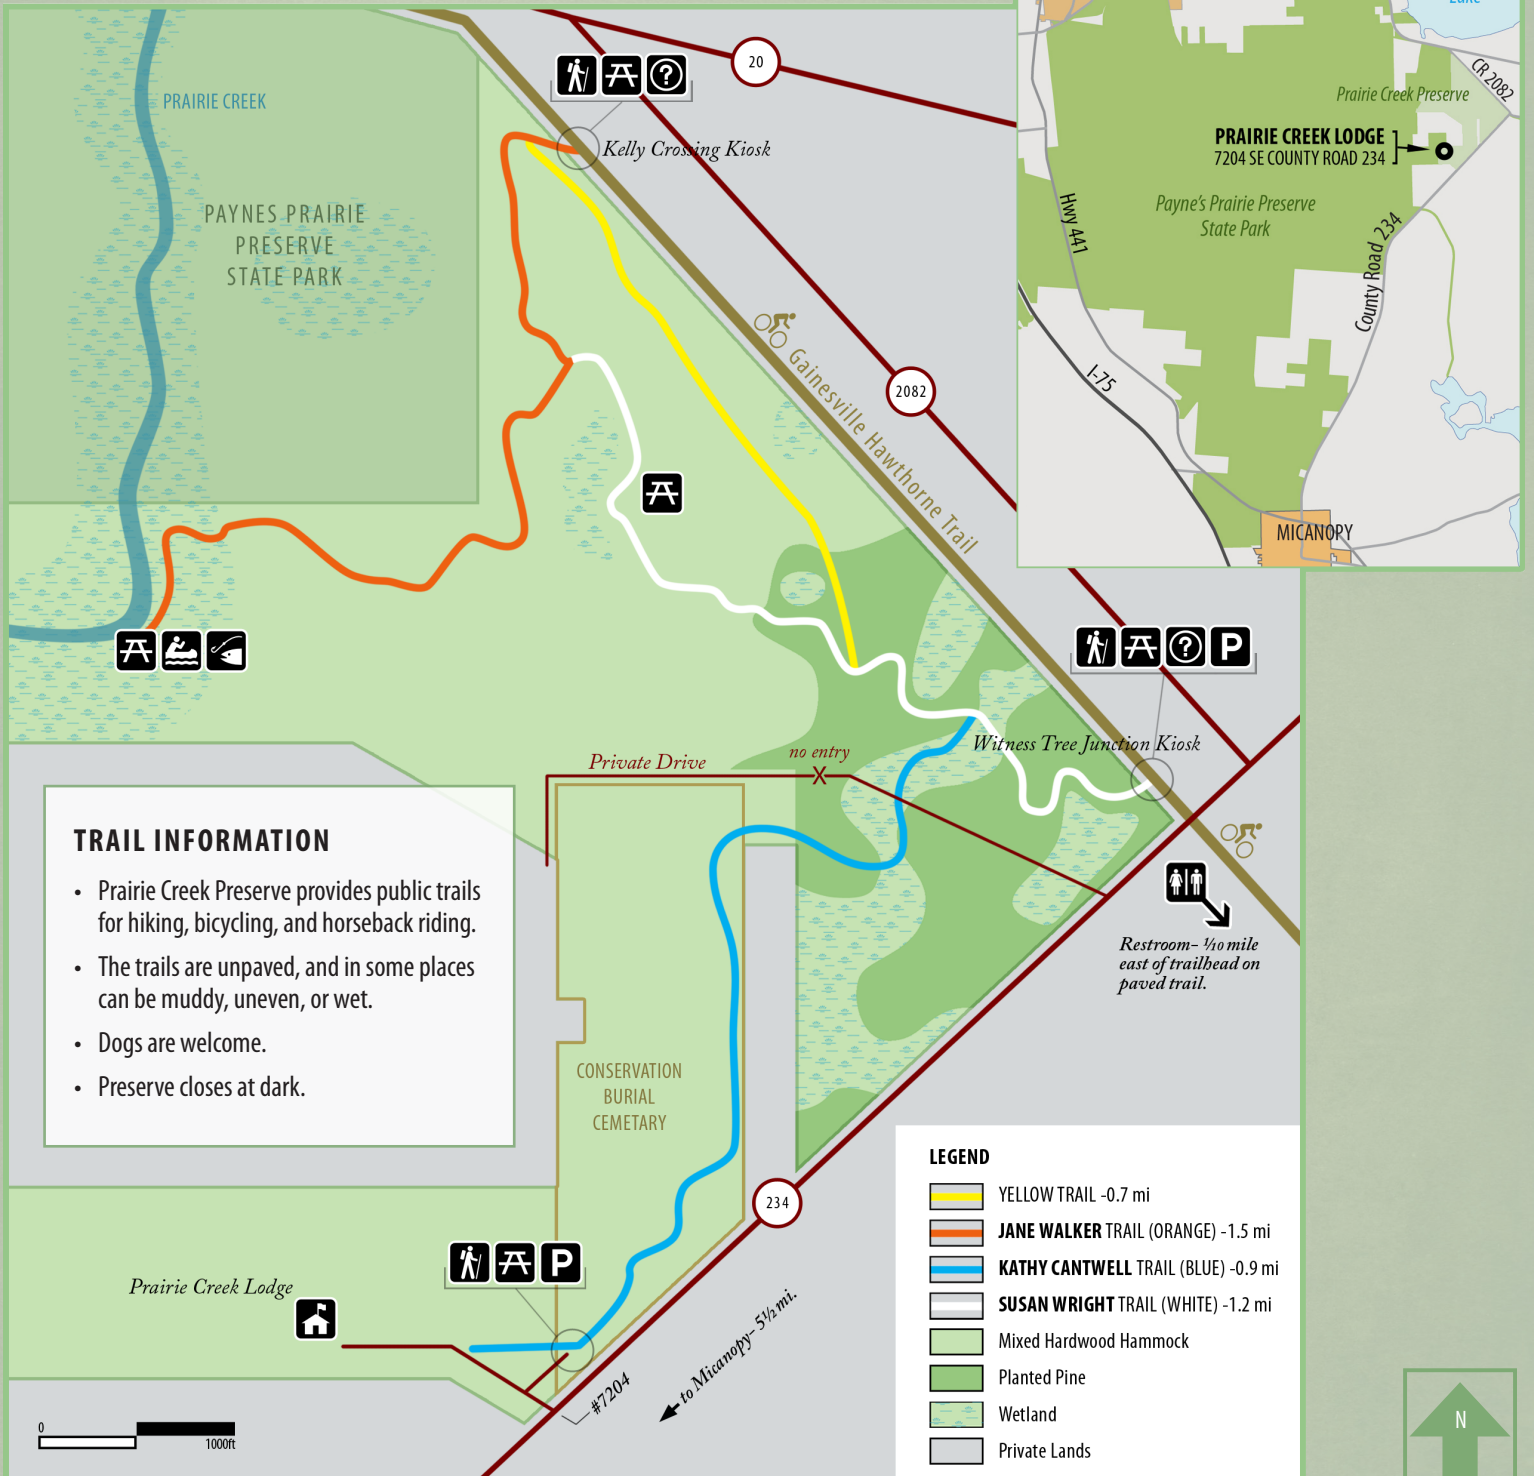 20
PRAIRIE CREEK
Kelly Crossing Kiosk
PAYNES PRAIRIE
PRESERVE
STATE PARK
2082
Gainesville Hawthorne Trail
Lake
CR 2082
Prairie Creek Preserve
PRAIRIE CREEK LODGE
7204 SE COUNTY ROAD 234
Hwy 441
Payne's Prairie Preserve
State Park
County Road 234
I-75
MICANOPY
P
Witness Tree Junction Kiosk
no entry
Private Drive
X
TRAIL INFORMATION
• Prairie Creek Preserve provides public trails
for hiking, bicycling, and horseback riding.
• The trails are unpaved, and in some places
can be muddy, uneven, or wet.
• Dogs are welcome.
• Preserve closes at dark.
Restroom- 1/10 mile
east of trailhead on
paved trail.
CONSERVATION
BURIAL
CEMETARY
234
P
Prairie Creek Lodge
#7204
to Micanopy- 5½ mi.
0
1000ft
LEGEND
YELLOW TRAIL -0.7 mi
JANE WALKER TRAIL (ORANGE) -1.5 mi
KATHY CANTWELL TRAIL (BLUE) -0.9 mi
SUSAN WRIGHT TRAIL (WHITE) -1.2 mi
Mixed Hardwood Hammock
Planted Pine
Wetland
Private Lands
N